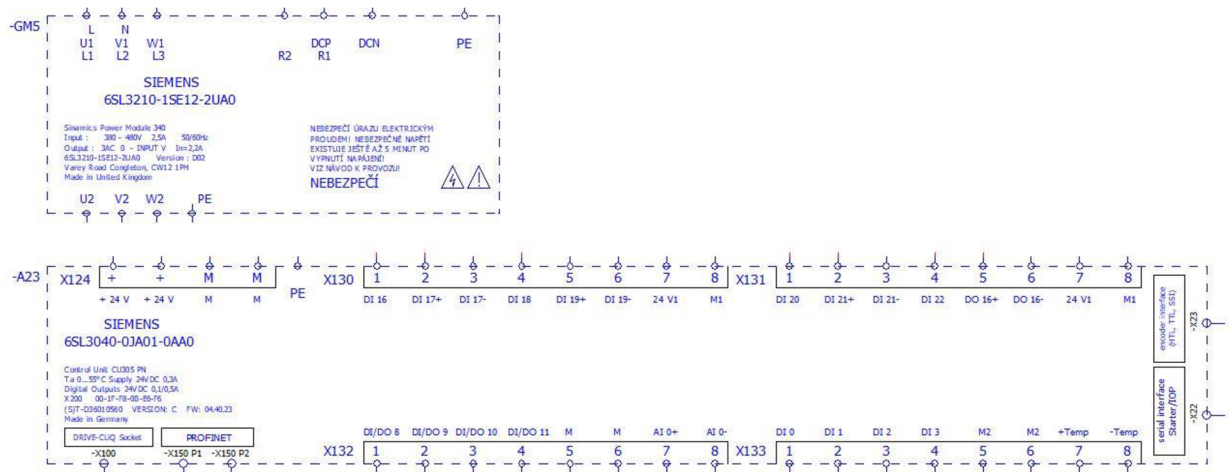 -GM5
L N
U1 V1 W1 DCP DCN PE
L1 L2 L3 R2 R1
SIEMENS
6SL3210-1SE12-2UA0
Sinamics Power Module 340
Input : 380 - 480V 2,5A 50/60Hz
Output : 3AC 0 - INPUT V In=2,2A
6SL3210-1SE12-2UA0 Version : D02
Varey Road Congleton, CW12 1PH
Made in United Kingdom
NEBEZPEČÍ ÚRAZU ELEKTRICKÝM
PROUDEM! NEBEZPEČNÉ NAPĚTÍ
EXISTUJE JEŠTĚ AŽ 5 MINUT PO
VYPNUTÍ NAPÁJENÍ!
VIZ NÁVOD K PROVOZU!
NEBEZPEČÍ
U2 V2 W2 PE
-A23
X124 + + M M
+ 24 V + 24 V M M
PE
X130 1 2 3 4 5 6 7 8
DI 16 DI 17+ DI 17- DI 18 DI 19+ DI 19- 24 V1 M1
X131 1 2 3 4 5 6 7 8
DI 20 DI 21+ DI 21- DI 22 DO 16+ DO 16- 24 V1 M1
SIEMENS
6SL3040-0JA01-0AA0
Control Unit CU305 PN
Ta 0...55°C Supply 24VDC 0,3A
Digital Outputs 24VDC 0,1/0,5A
X200 00-1F-F8-0B-E6-F6
(S)T-D36010560 VERSION: C FW: 04.40.23
Made in Germany
DRIVE-CLiQ Socket
-X100
PROFINET
-X150 P1 -X150 P2
encoder interface
(HTL, TTL, SSI)
-X23
serial interface
Starter/IOP
-X22
DI/DO 8 DI/DO 9 DI/DO 10 DI/DO 11 M M AI 0+ AI 0-
X132 1 2 3 4 5 6 7 8
DI 0 DI 1 DI 2 DI 3 M2 M2 +Temp -Temp
X133 1 2 3 4 5 6 7 8